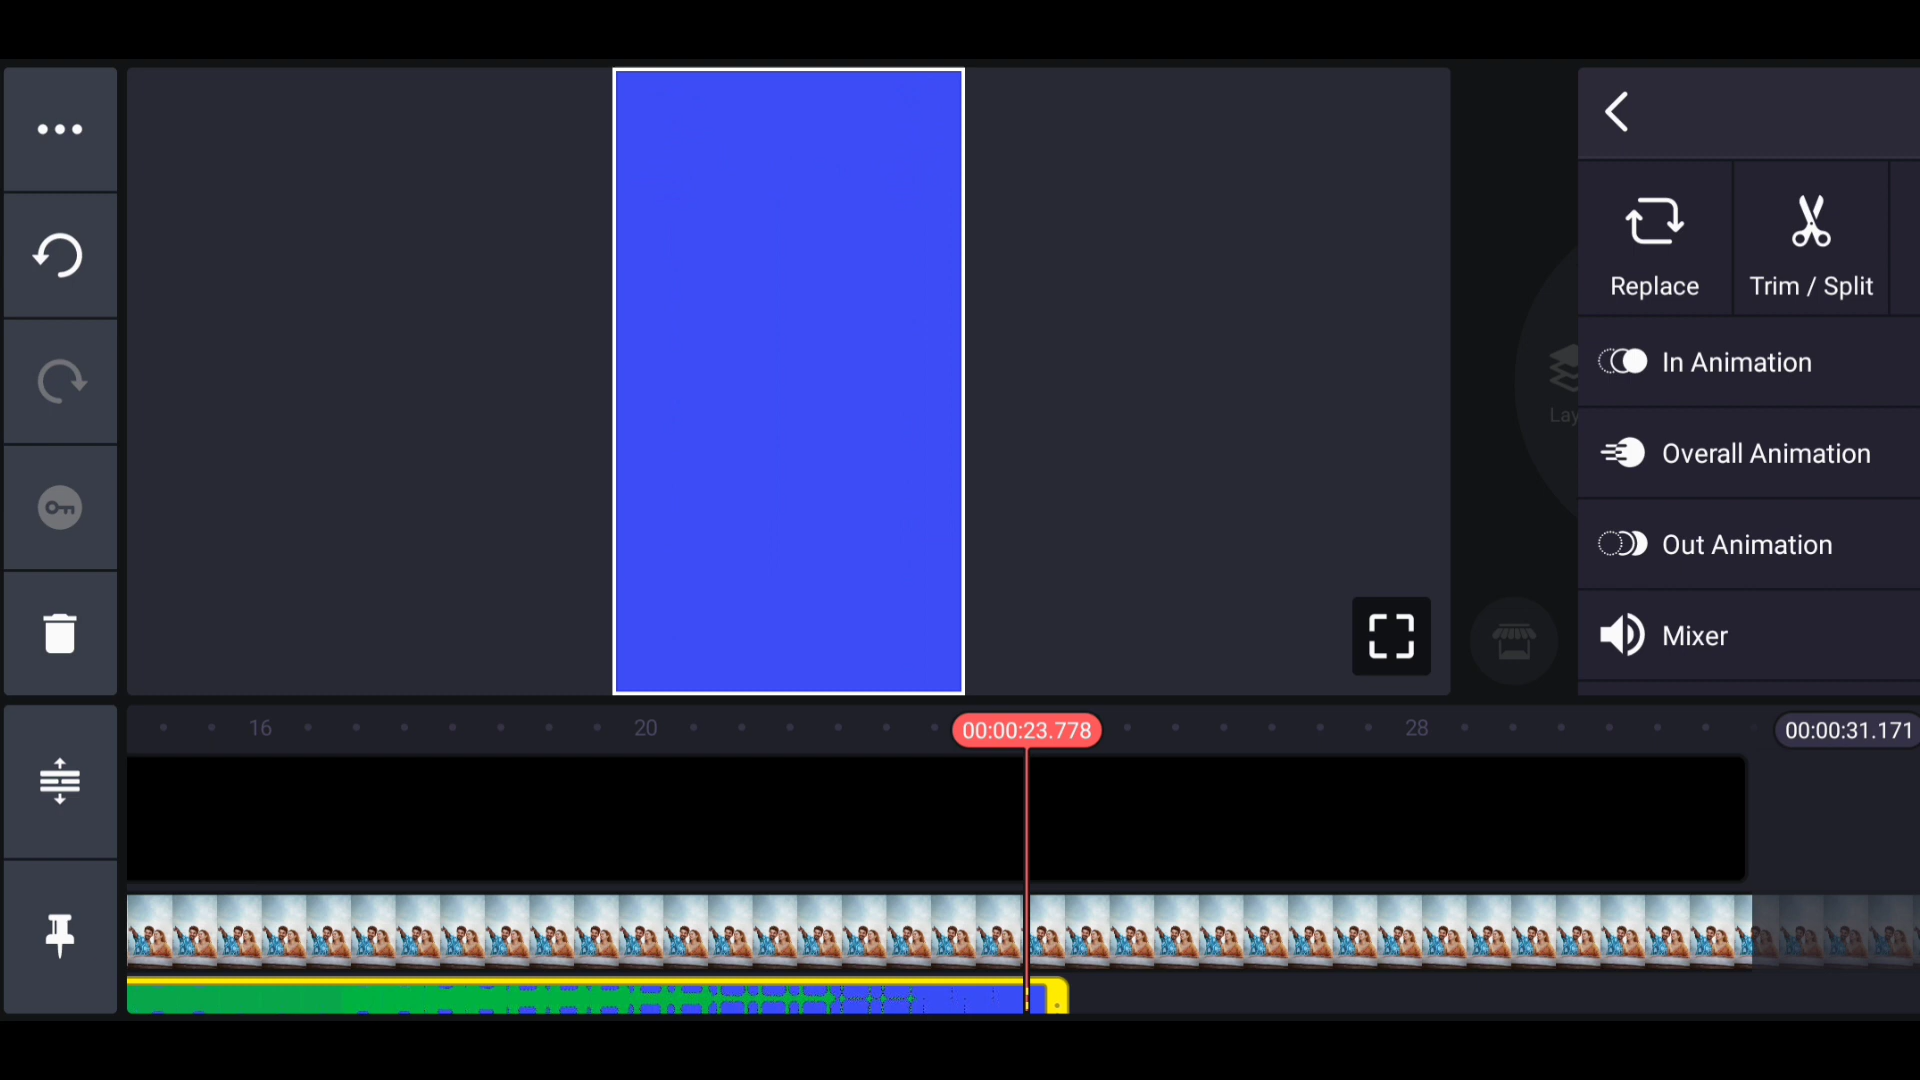 Replace
Trim / Split
In Animation
Lay
Overall Animation
Out Animation
Mixer
16
20
00:00:23.778
28
00:00:31.171